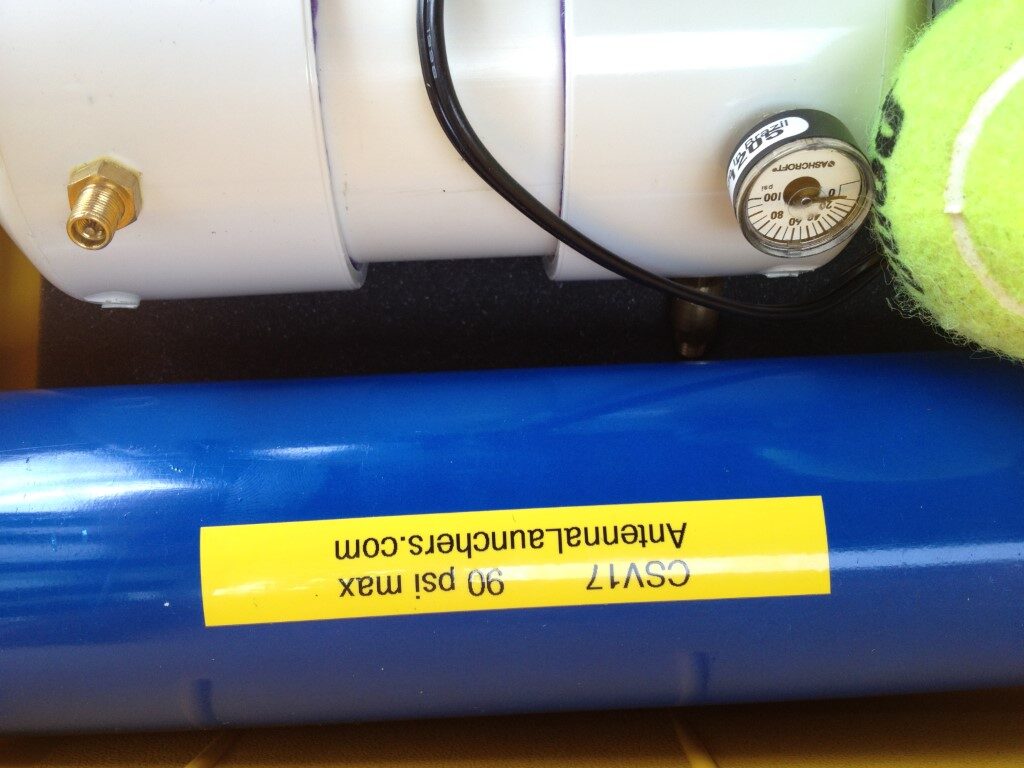 CSV17 90 psi max
AntennaLaunchers.com
ASHCROFT®
psi
0
20
40
60
80
100